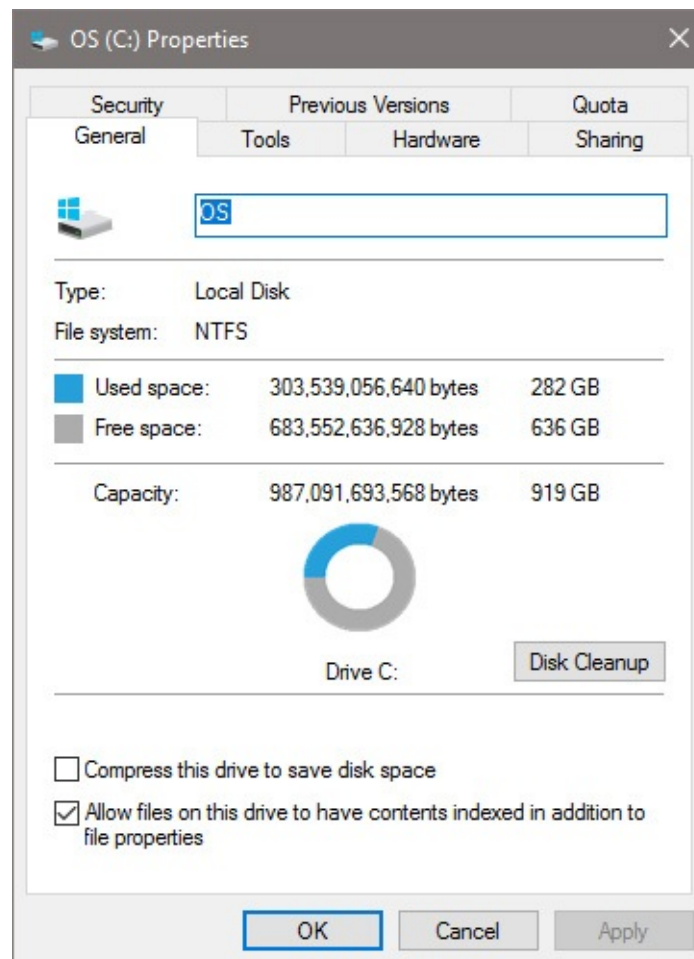 OS (C:) Properties
Security Previous Versions Quota
General Tools Hardware Sharing
OS
Type: Local Disk
File system: NTFS
Used space: 303,539,056,640 bytes 282 GB
Free space: 683,552,636,928 bytes 636 GB
Capacity: 987,091,693,568 bytes 919 GB
Drive C:
Disk Cleanup
Compress this drive to save disk space
Allow files on this drive to have contents indexed in addition to
file properties
OK Cancel Apply